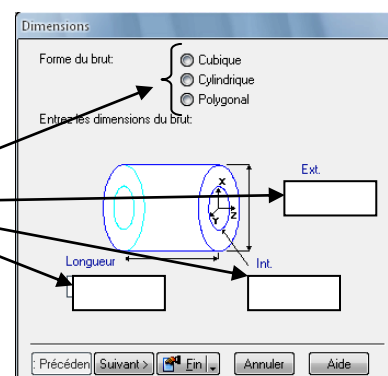 Dimensions
Forme du brut:
Cubique
Cylindrique
Polygonal
Entrez les dimensions du brut:
Ext.
X
Z
Y
Longueur
Int.
: Précéden Suivant > Fin Annuler Aide